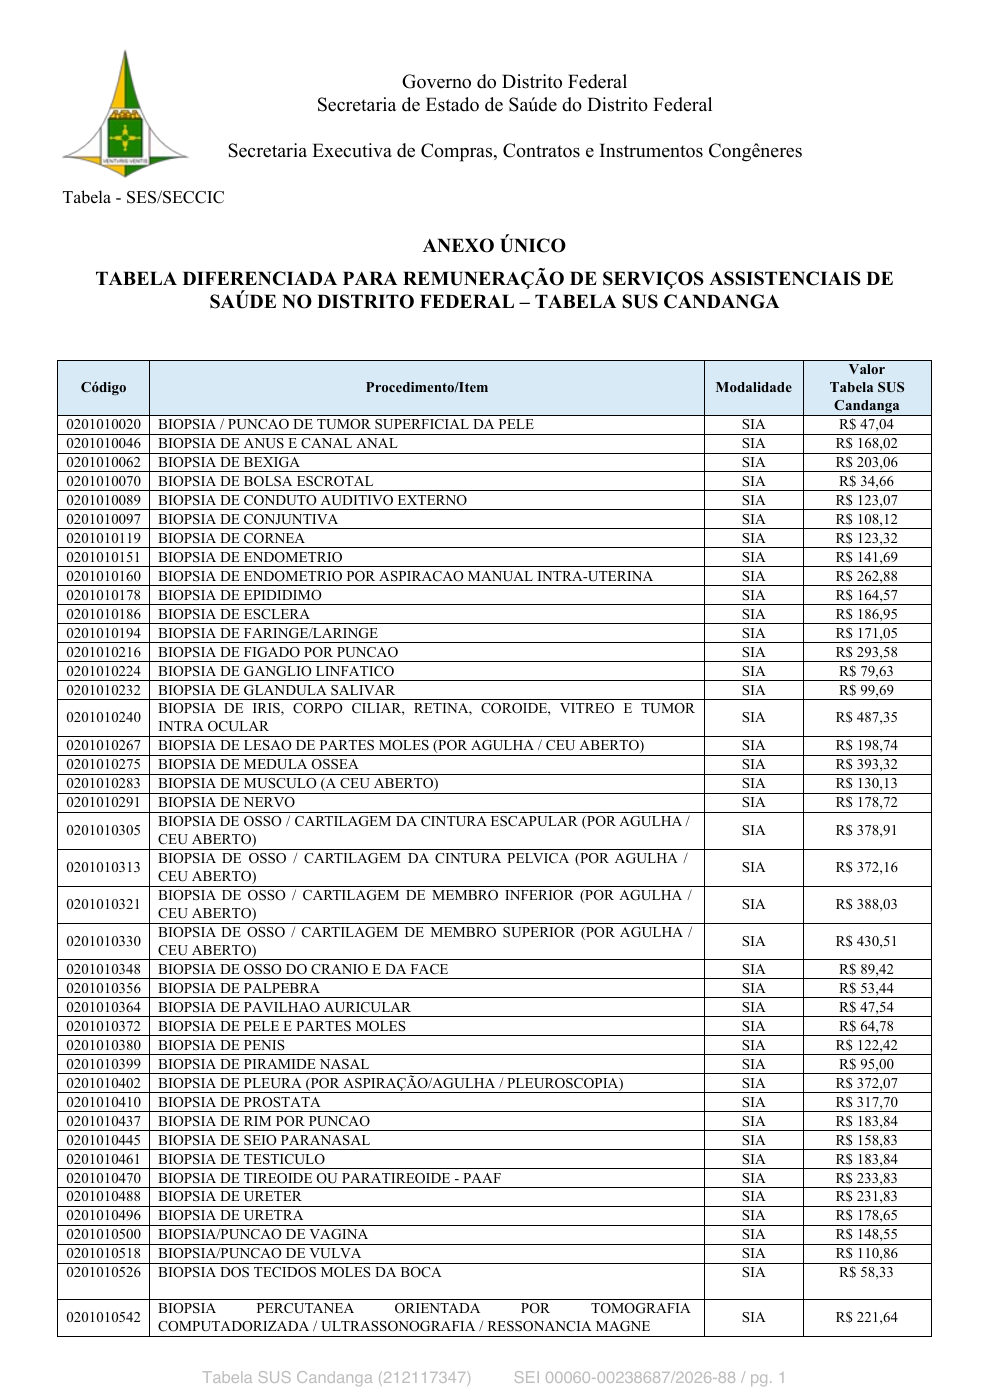 VENTVRIS VENTIS
Governo do Distrito Federal
Secretaria de Estado de Saúde do Distrito Federal
Secretaria Executiva de Compras, Contratos e Instrumentos Congêneres
Tabela - SES/SECCIC
ANEXO ÚNICO
TABELA DIFERENCIADA PARA REMUNERAÇÃO DE SERVIÇOS ASSISTENCIAIS DE
SAÚDE NO DISTRITO FEDERAL – TABELA SUS CANDANGA
Código Procedimento/Item Modalidade Valor
Tabela SUS
Candanga
0201010020 BIOPSIA / PUNCAO DE TUMOR SUPERFICIAL DA PELE SIA R$ 47,04
0201010046 BIOPSIA DE ANUS E CANAL ANAL SIA R$ 168,02
0201010062 BIOPSIA DE BEXIGA SIA R$ 203,06
0201010070 BIOPSIA DE BOLSA ESCROTAL SIA R$ 34,66
0201010089 BIOPSIA DE CONDUTO AUDITIVO EXTERNO SIA R$ 123,07
0201010097 BIOPSIA DE CONJUNTIVA SIA R$ 108,12
0201010119 BIOPSIA DE CORNEA SIA R$ 123,32
0201010151 BIOPSIA DE ENDOMETRIO SIA R$ 141,69
0201010160 BIOPSIA DE ENDOMETRIO POR ASPIRACAO MANUAL INTRA-UTERINA SIA R$ 262,88
0201010178 BIOPSIA DE EPIDIDIMO SIA R$ 164,57
0201010186 BIOPSIA DE ESCLERA SIA R$ 186,95
0201010194 BIOPSIA DE FARINGE/LARINGE SIA R$ 171,05
0201010216 BIOPSIA DE FIGADO POR PUNCAO SIA R$ 293,58
0201010224 BIOPSIA DE GANGLIO LINFATICO SIA R$ 79,63
0201010232 BIOPSIA DE GLANDULA SALIVAR SIA R$ 99,69
0201010240 BIOPSIA DE IRIS, CORPO CILIAR, RETINA, COROIDE, VITREO E TUMOR
INTRA OCULAR SIA R$ 487,35
0201010267 BIOPSIA DE LESAO DE PARTES MOLES (POR AGULHA / CEU ABERTO) SIA R$ 198,74
0201010275 BIOPSIA DE MEDULA OSSEA SIA R$ 393,32
0201010283 BIOPSIA DE MUSCULO (A CEU ABERTO) SIA R$ 130,13
0201010291 BIOPSIA DE NERVO SIA R$ 178,72
0201010305 BIOPSIA DE OSSO / CARTILAGEM DA CINTURA ESCAPULAR (POR AGULHA /
CEU ABERTO) SIA R$ 378,91
0201010313 BIOPSIA DE OSSO / CARTILAGEM DA CINTURA PELVICA (POR AGULHA /
CEU ABERTO) SIA R$ 372,16
0201010321 BIOPSIA DE OSSO / CARTILAGEM DE MEMBRO INFERIOR (POR AGULHA /
CEU ABERTO) SIA R$ 388,03
0201010330 BIOPSIA DE OSSO / CARTILAGEM DE MEMBRO SUPERIOR (POR AGULHA /
CEU ABERTO) SIA R$ 430,51
0201010348 BIOPSIA DE OSSO DO CRANIO E DA FACE SIA R$ 89,42
0201010356 BIOPSIA DE PALPEBRA SIA R$ 53,44
0201010364 BIOPSIA DE PAVILHAO AURICULAR SIA R$ 47,54
0201010372 BIOPSIA DE PELE E PARTES MOLES SIA R$ 64,78
0201010380 BIOPSIA DE PENIS SIA R$ 122,42
0201010399 BIOPSIA DE PIRAMIDE NASAL SIA R$ 95,00
0201010402 BIOPSIA DE PLEURA (POR ASPIRAÇÃO/AGULHA / PLEUROSCOPIA) SIA R$ 372,07
0201010410 BIOPSIA DE PROSTATA SIA R$ 317,70
0201010437 BIOPSIA DE RIM POR PUNCAO SIA R$ 183,84
0201010445 BIOPSIA DE SEIO PARANASAL SIA R$ 158,83
0201010461 BIOPSIA DE TESTICULO SIA R$ 183,84
0201010470 BIOPSIA DE TIREOIDE OU PARATIREOIDE - PAAF SIA R$ 233,83
0201010488 BIOPSIA DE URETER SIA R$ 231,83
0201010496 BIOPSIA DE URETRA SIA R$ 178,65
0201010500 BIOPSIA/PUNCAO DE VAGINA SIA R$ 148,55
0201010518 BIOPSIA/PUNCAO DE VULVA SIA R$ 110,86
0201010526 BIOPSIA DOS TECIDOS MOLES DA BOCA SIA R$ 58,33
0201010542 BIOPSIA PERCUTANEA ORIENTADA POR TOMOGRAFIA
COMPUTADORIZADA / ULTRASSONOGRAFIA / RESSONANCIA MAGNE SIA R$ 221,64
Tabela SUS Candanga (212117347) SEI 00060-00238687/2026-88 / pg. 1